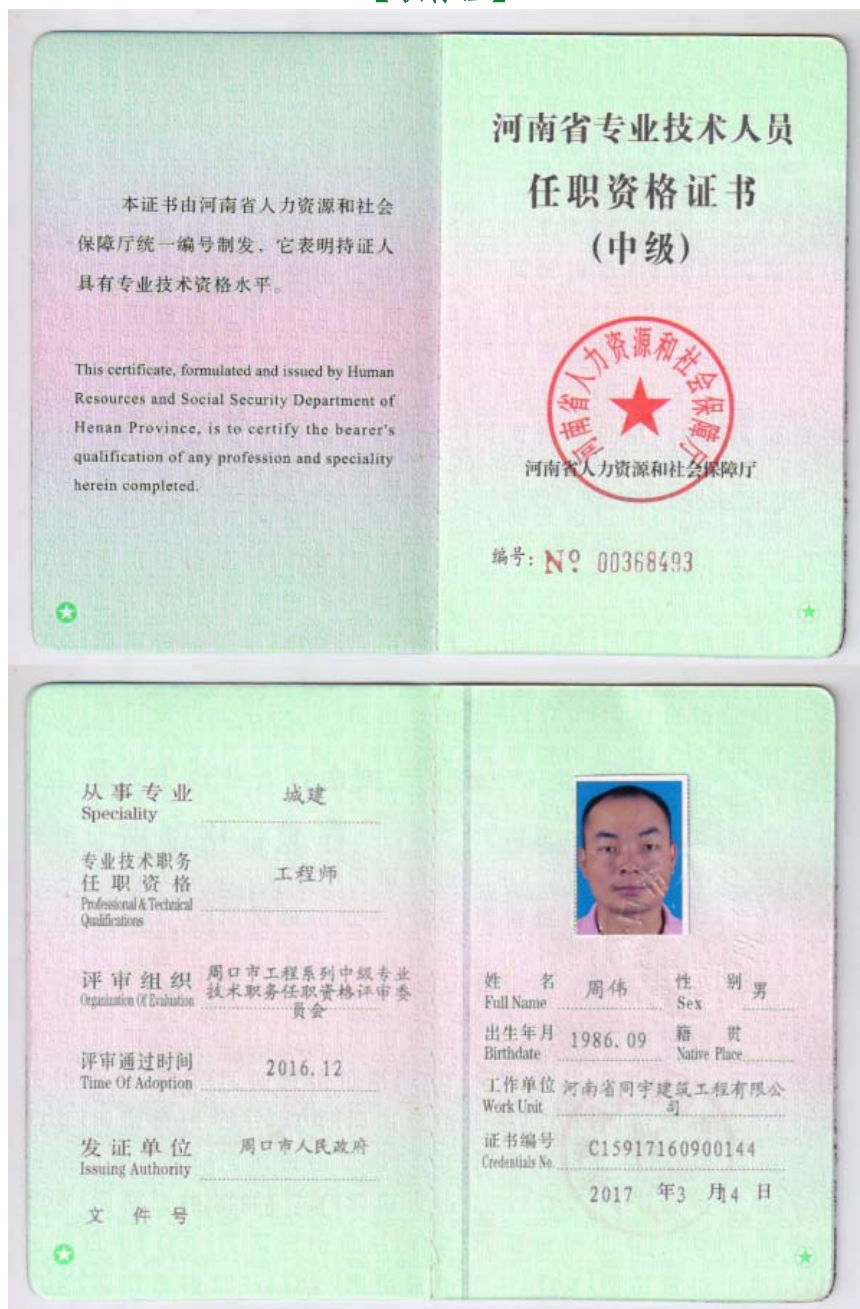 本证书由河南省人力资源和社会
保障厅统一编号制发，它表明持证人
具有专业技术资格水平。
This certificate, formulated and issued by Human
Resources and Social Security Department of
Henan Province, is to certify the bearer's
qualification of any profession and speciality
herein completed.
河南省专业技术人员
任职资格证书
(中级)
河南省人力资源和社会保障厅
河南省人力资源和社会保障厅
编号: Nº 00368493
从事专业 城建
Speciality
专业技术职务
任职资格 工程师
Professional & Technical
Qualifications
评审组织 周口市工程系列中级专业
Organization Of Evaluation 技术职务任职资格评审委
员会
评审通过时间 2016.12
Time Of Adoption
发证单位 周口市人民政府
Issuing Authority
文件号
姓名 周伟 性别 男
Full Name Sex
出生年月 1986.09 籍贯
Birthdate Native Place
工作单位 河南省同宇建筑工程有限公
Work Unit 司
证书编号 C15917160900144
Credentials No.
2017 年3 月14 日